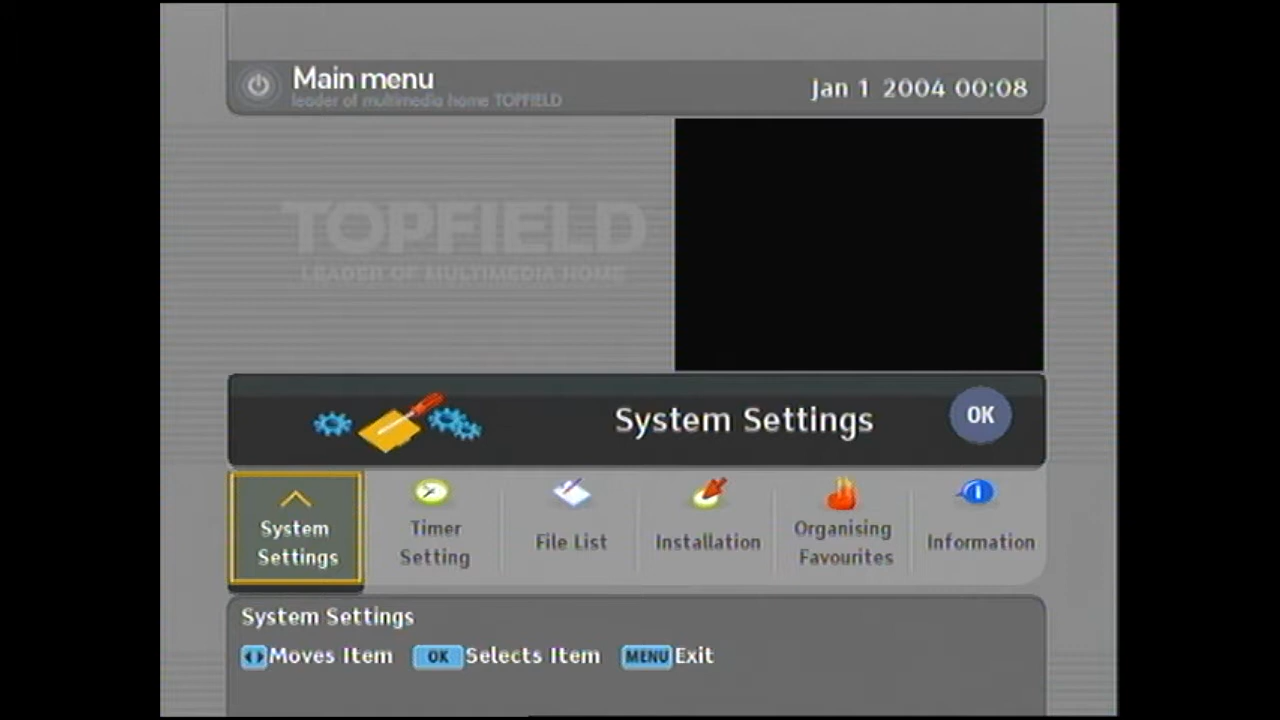 Main menu
leader of multimedia home TOPFIELD
Jan 1 2004 00:08
TOPFIELD
LEADER OF MULTIMEDIA HOME
System Settings
OK
System
Settings
Timer
Setting
File List
Installation
Organising
Favourites
Information
System Settings
Moves Item OK Selects Item MENU Exit